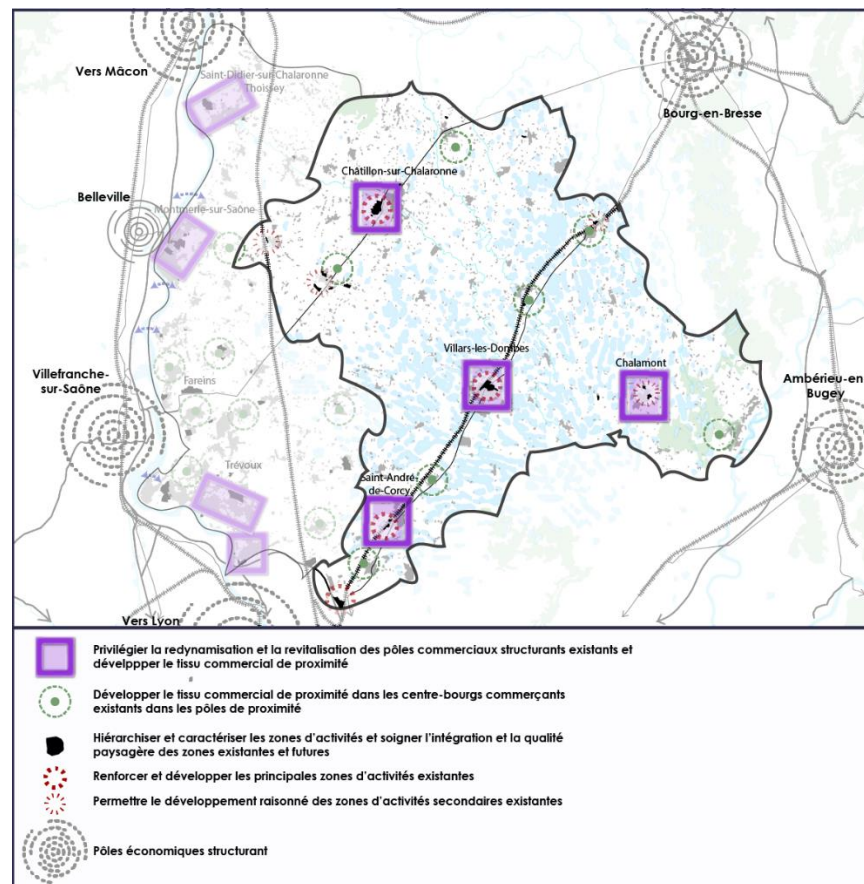 Vers Mâcon
Saint-Didier-sur-Chalaronne
Thoissey
Bourg-en-Bresse
Châtillon-sur-Chalaronne
Belleville
Montmerle-sur-Saône
Villars-les-Dombes
Chalamont
Villefranche-
sur-Saône
Fareins
Ambérieu-en-
Bugey
Trévoux
Saint-André-
de-Corcy
Vers Lyon
Privilégier la redynamisation et la revitalisation des pôles commerciaux structurants existants et
développper le tissu commercial de proximité
Développer le tissu commercial de proximité dans les centre-bourgs commerçants
existants dans les pôles de proximité
Hiérarchiser et caractériser les zones d'activités et soigner l'intégration et la qualité
paysagère des zones existantes et futures
Renforcer et développer les principales zones d'activités existantes
Permettre le développement raisonné des zones d'activités secondaires existantes
Pôles économiques structurant